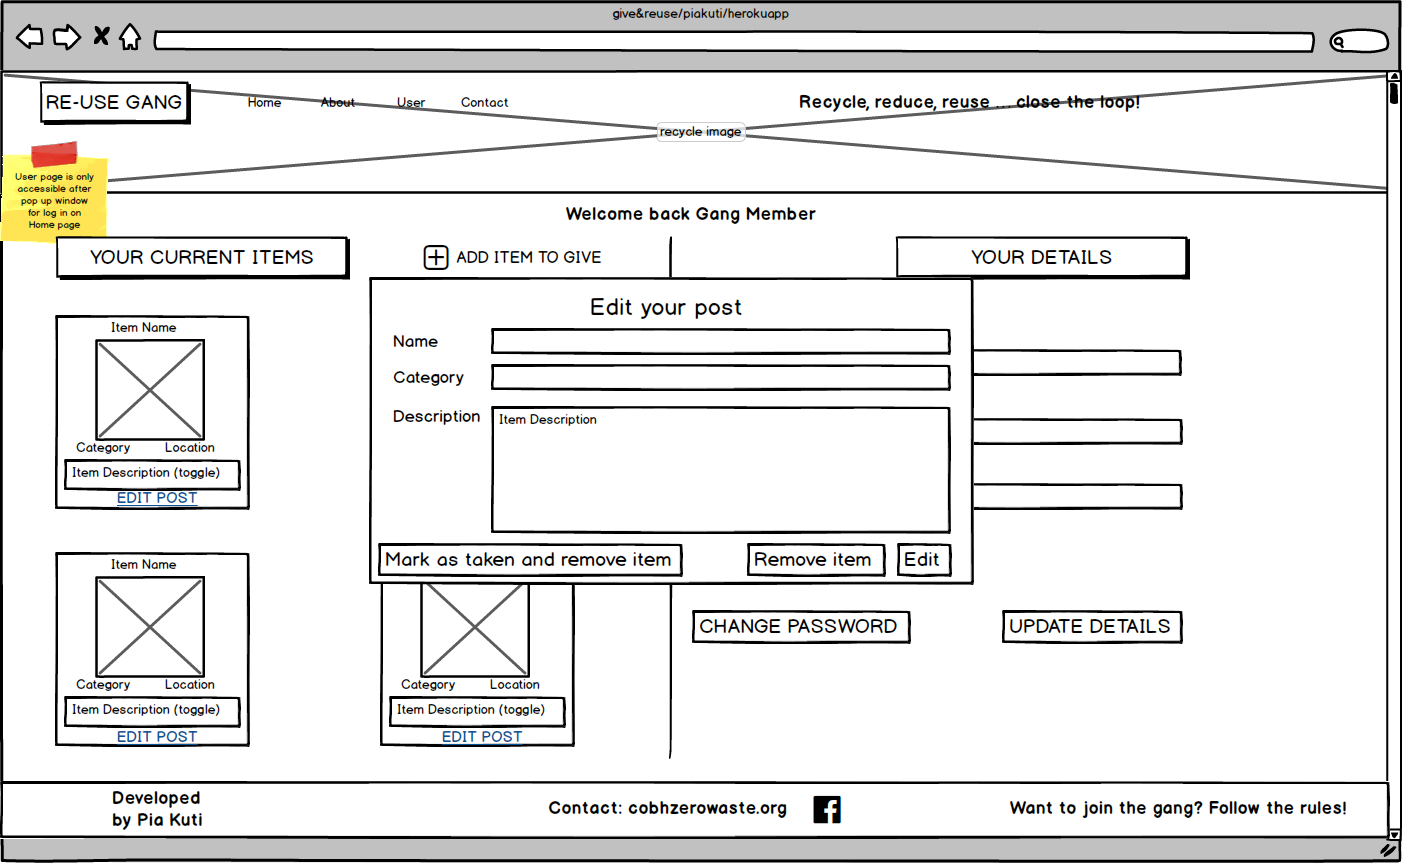 give&reuse/piakuti/herokuapp
RE-USE GANG
Home
About
User
Contact
Recycle, reduce, reuse ... close the loop!
recycle image
User page is only
accessible after
pop up window
for log in on
Home page
Welcome back Gang Member
YOUR CURRENT ITEMS
ADD ITEM TO GIVE
YOUR DETAILS
Edit your post
Name
Category
Description
Item Description
Mark as taken and remove item
Remove item
Edit
Item Name
Category
Location
Item Description (toggle)
EDIT POST
Item Name
Category
Location
Item Description (toggle)
EDIT POST
Category
Location
Item Description (toggle)
EDIT POST
CHANGE PASSWORD
UPDATE DETAILS
Developed
by Pia Kuti
Contact: cobhzerowaste.org
Want to join the gang? Follow the rules!